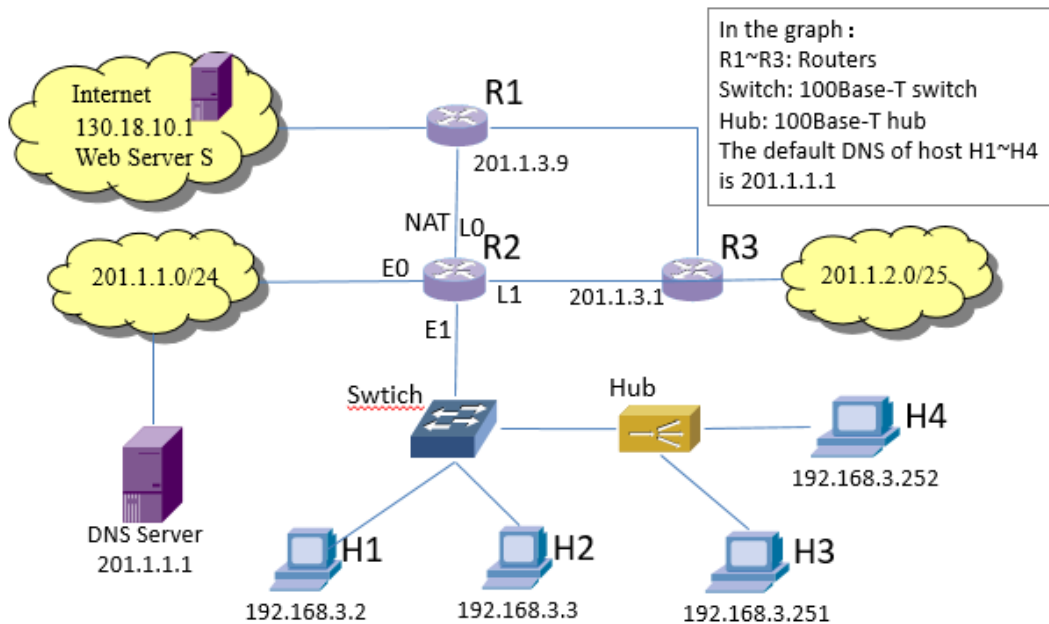 In the graph：
R1~R3: Routers
Switch: 100Base-T switch
Hub: 100Base-T hub
The default DNS of host H1~H4
is 201.1.1.1
Internet
130.18.10.1
Web Server S
R1
201.1.3.9
NAT
L0
R2
R3
201.1.1.0/24
E0
L1
201.1.3.1
201.1.2.0/25
E1
Swtich
Hub
H4
192.168.3.252
DNS Server
201.1.1.1
H1
192.168.3.2
H2
192.168.3.3
H3
192.168.3.251